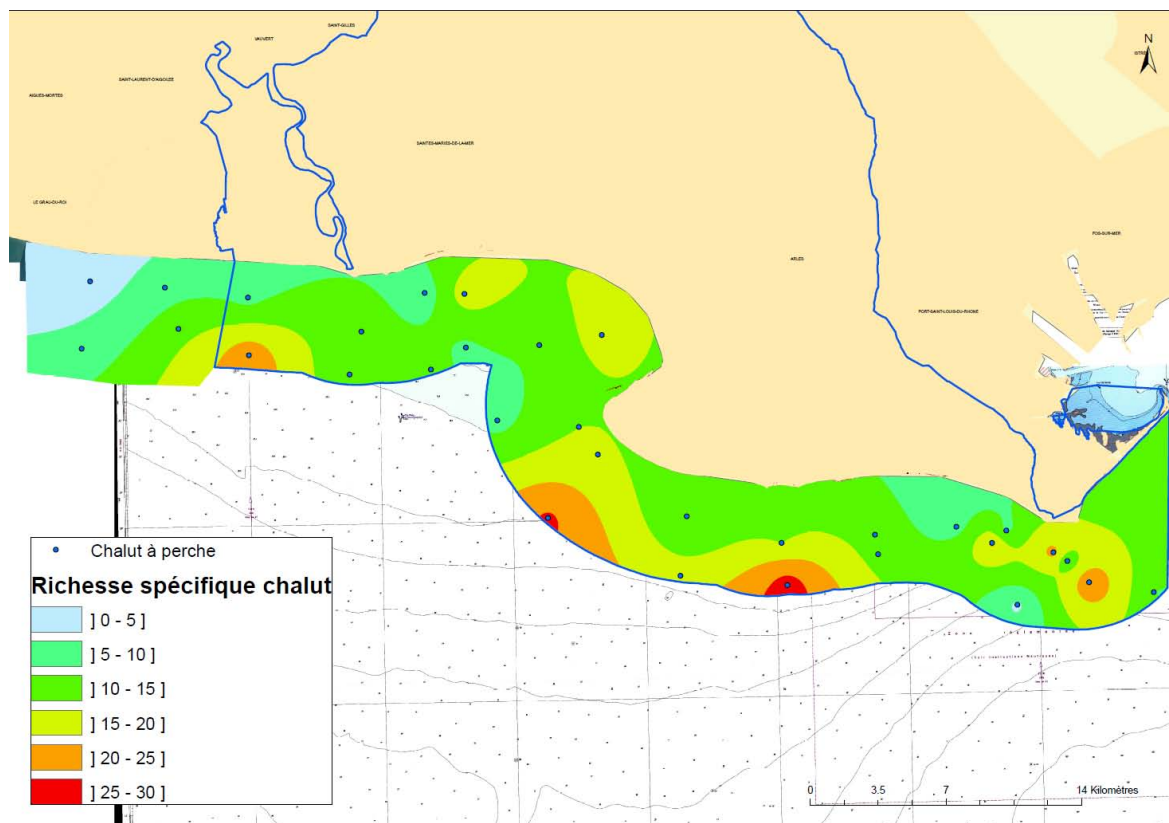 SAINT-GILLES
VAUVERT
N
ISTRES
SAINT-LAURENT-D'AIGOUZE
AIGUES-MORTES
SAINTES-MARIES-DE-LA-MER
LE GRAU-DU-ROI
FOS-SUR-MER
ARLES
PORT-SAINT-LOUIS-DU-RHONE
Chalut à perche
Richesse spécifique chalut
] 0 - 5 ]
] 5 - 10 ]
] 10 - 15 ]
] 15 - 20 ]
] 20 - 25 ]
] 25 - 30 ]
0 3.5 7 14 Kilomètres